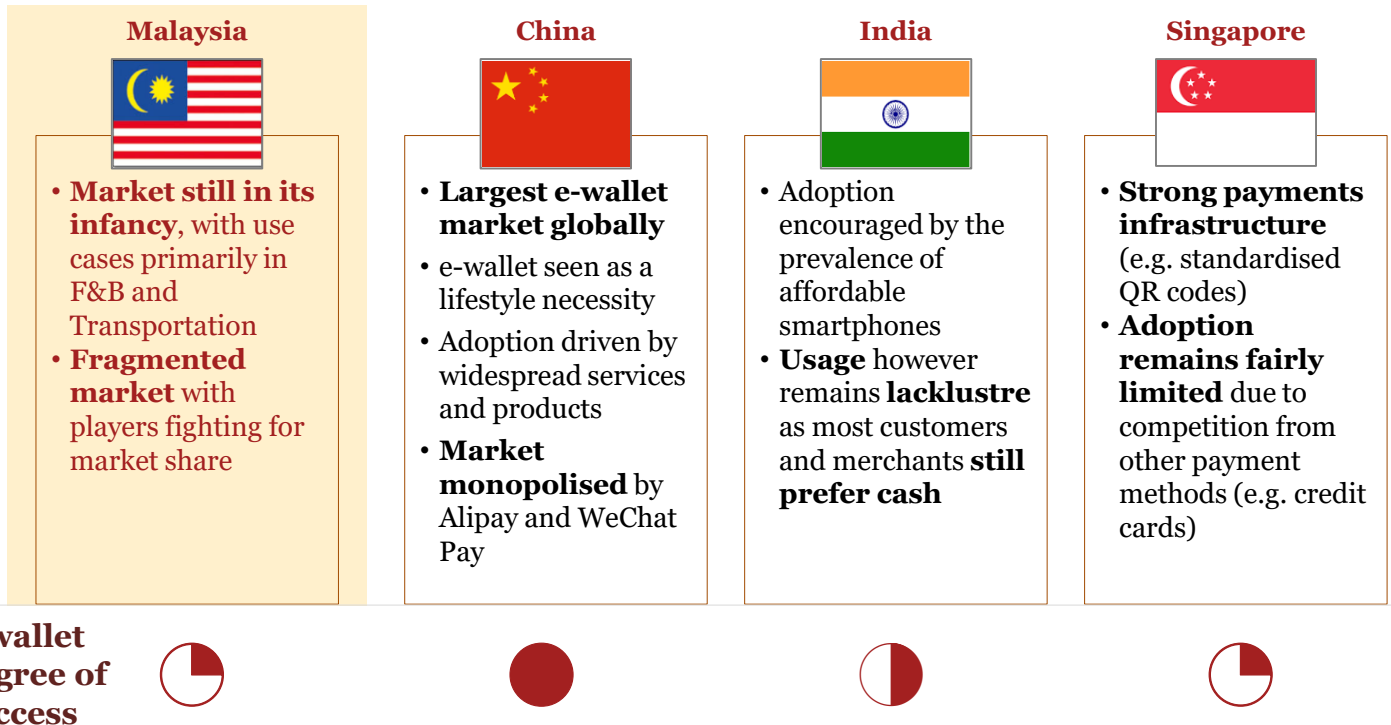 Malaysia
• Market still in its
infancy, with use
cases primarily in
F&B and
Transportation
• Fragmented
market with
players fighting for
market share
China
• Largest e-wallet
market globally
• e-wallet seen as a
lifestyle necessity
• Adoption driven by
widespread services
and products
• Market
monopolised by
Alipay and WeChat
Pay
India
• Adoption
encouraged by the
prevalence of
affordable
smartphones
• Usage however
remains lacklustre
as most customers
and merchants still
prefer cash
Singapore
• Strong payments
infrastructure
(e.g. standardised
QR codes)
• Adoption
remains fairly
limited due to
competition from
other payment
methods (e.g. credit
cards)
wallet
gree of
ccess